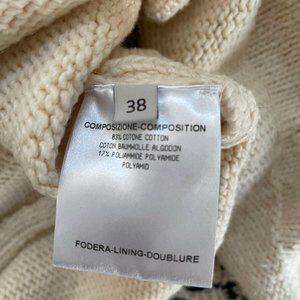 38
COMPOSIZIONE-COMPOSITION
83% COTONE COTTON
COTON BAUMWOLLE ALGODON
17% POLIAMMIDE POLYAMIDE
POLYAMID
FODERA-LINING-DOUBLURE